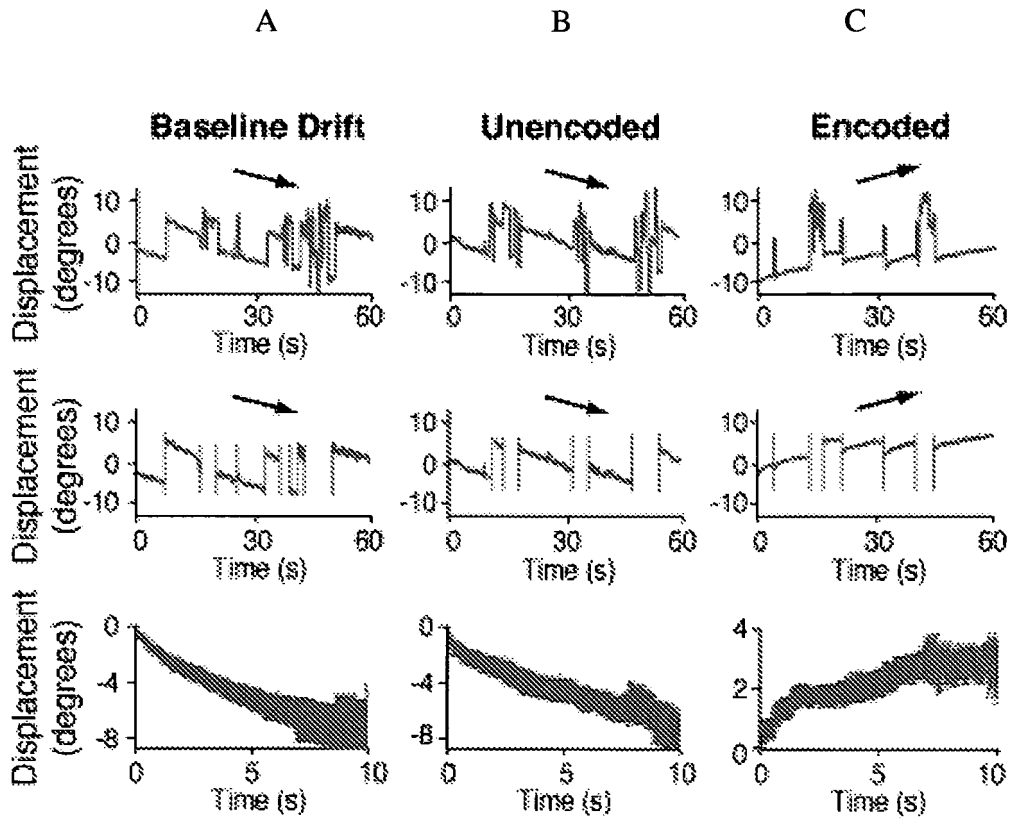 A B C
Baseline Drift Unencoded Encoded
Displacement (degrees)
10 10 10
0 0 0
-10 -10 -10
0 30 60 0 30 60 0 30 60
Time (s) Time (s) Time (s)
Displacement (degrees)
10 10 10
0 0 0
-10 -10 -10
0 30 60 0 30 60 0 30 60
Time (s) Time (s) Time (s)
Displacement (degrees)
0 0 4
-4 -4 2
-8 -8 0
0 5 10 0 5 10 0 5 10
Time (s) Time (s) Time (s)